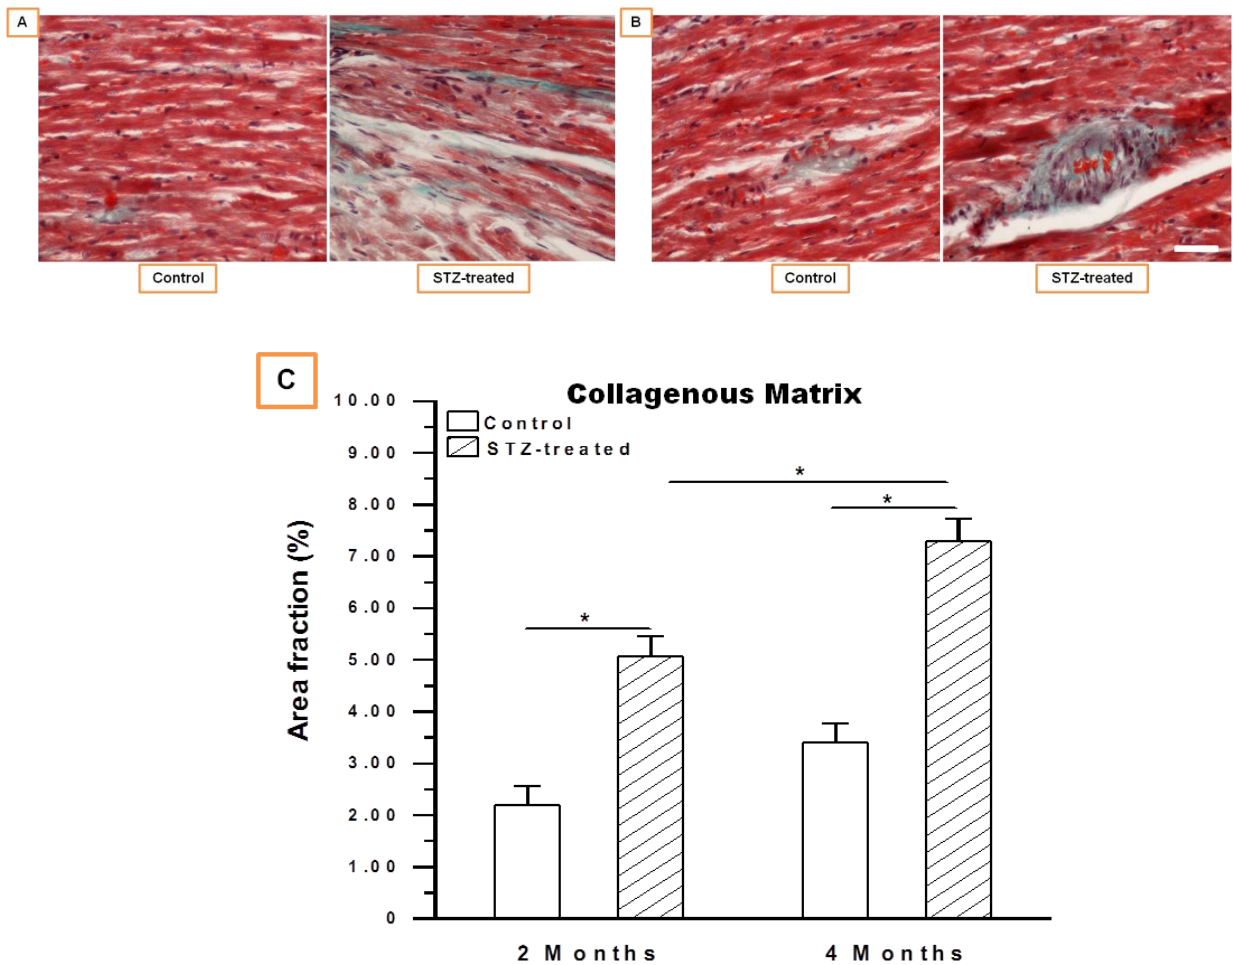 A
B
Control
STZ-treated
Control
STZ-treated
C
Collagenous Matrix
Control
STZ-treated
Area fraction (%)
10.00
9.00
8.00
7.00
6.00
5.00
4.00
3.00
2.00
1.00
0
*
*
*
2 Months
4 Months